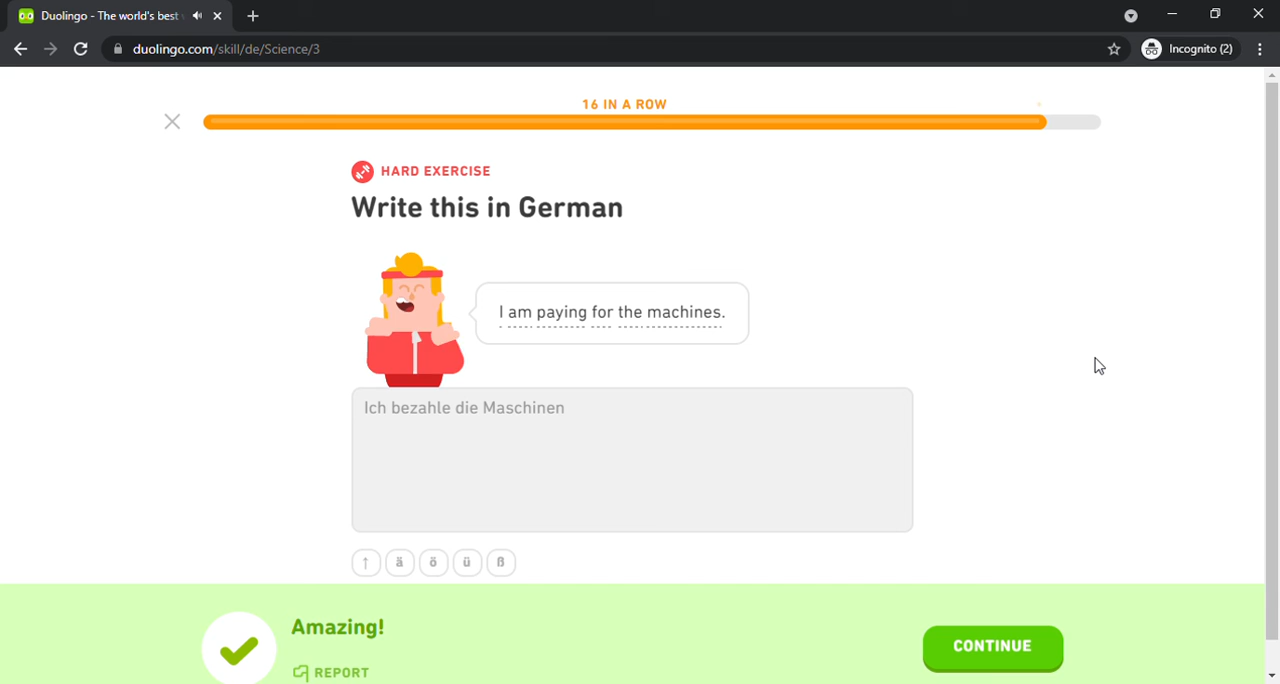 Duolingo - The world's best
duolingo.com/skill/de/Science/3
Incognito (2)
16 IN A ROW
HARD EXERCISE
Write this in German
I am paying for the machines.
Ich bezahle die Maschinen
↑ ä ö ü ß
Amazing!
REPORT
CONTINUE